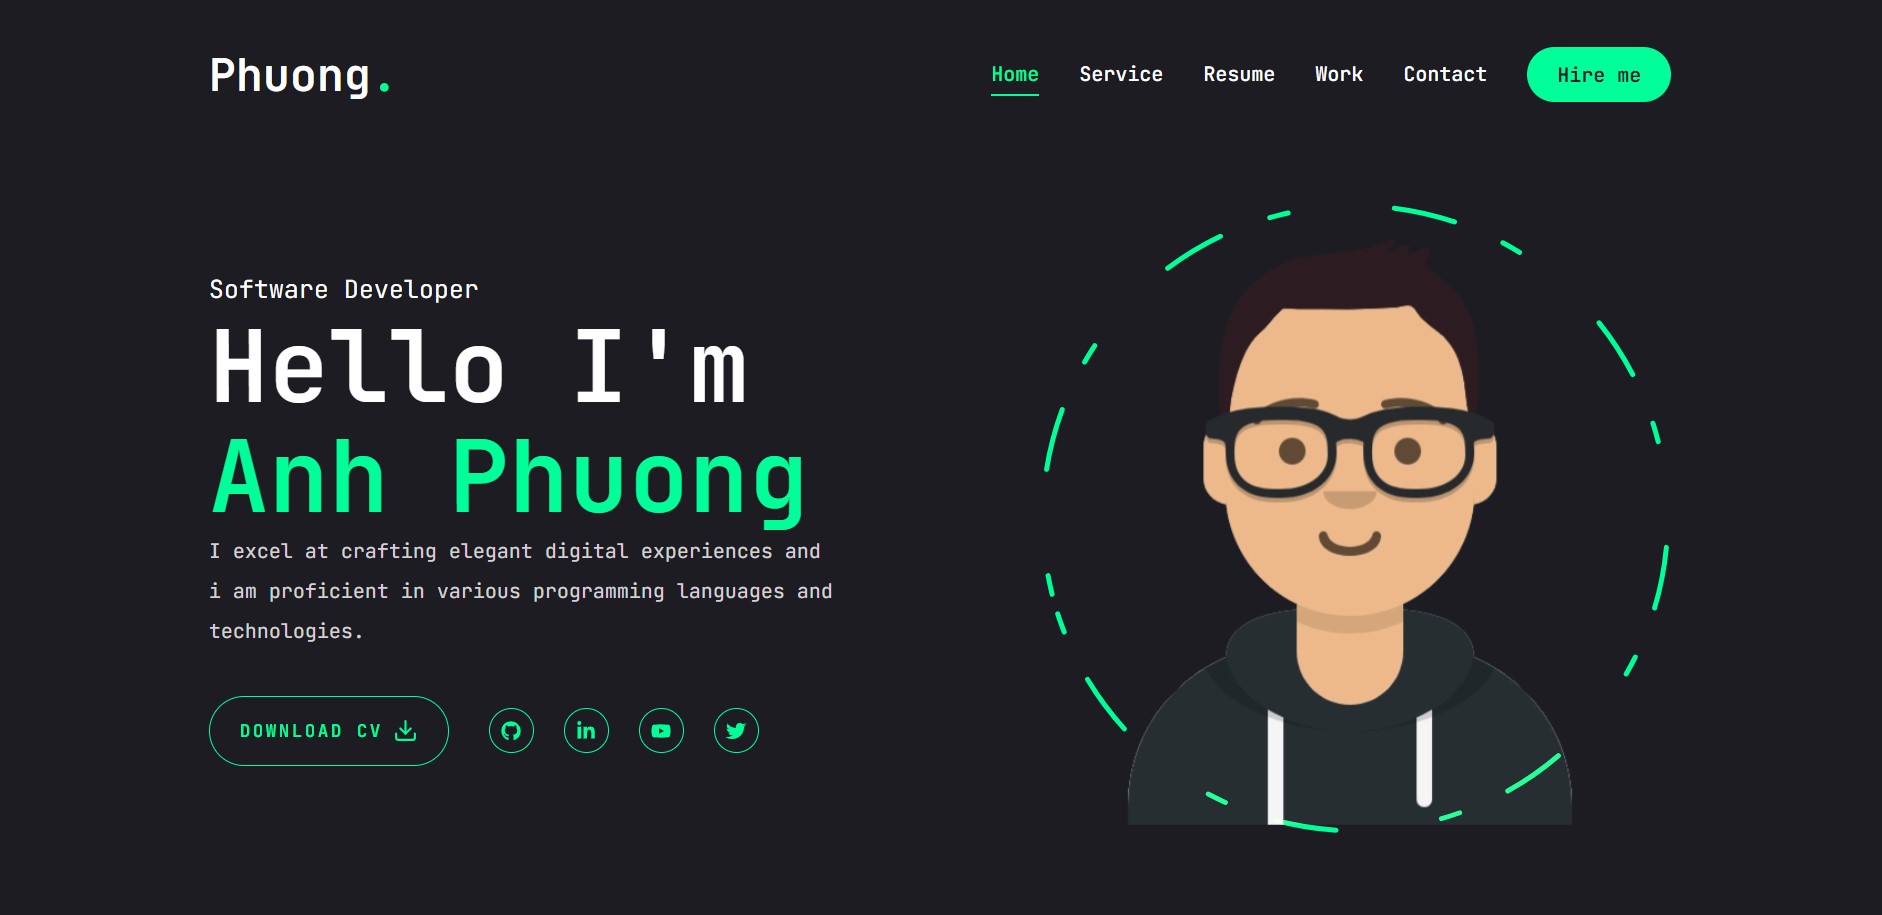 Phuong.
Home Service Resume Work Contact Hire me
Software Developer
Hello I'm
Anh Phuong
I excel at crafting elegant digital experiences and
i am proficient in various programming languages and
technologies.
DOWNLOAD CV
in